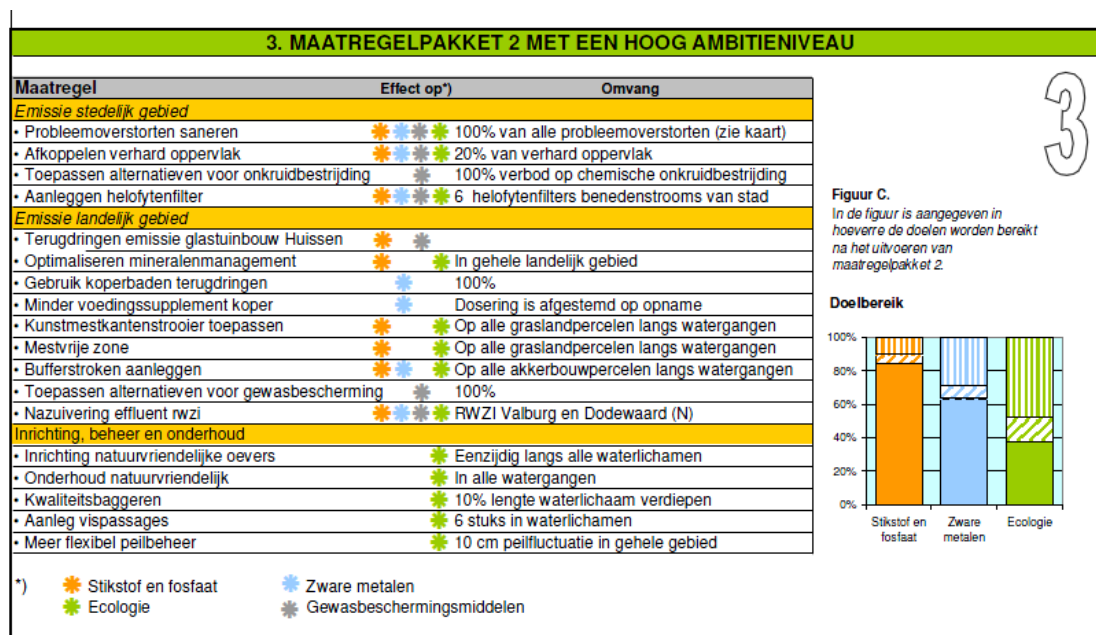 3. MAATREGELPAKKET 2 MET EEN HOOG AMBITIENIVEAU
Maatregel Effect op*) Omvang
Emissie stedelijk gebied
• Probleemoverstorten saneren 100% van alle probleemoverstorten (zie kaart)
• Afkoppelen verhard oppervlak 20% van verhard oppervlak
• Toepassen alternatieven voor onkruidbestrijding 100% verbod op chemische onkruidbestrijding
• Aanleggen helofytenfilter 6 helofytenfilters benedenstrooms van stad
Emissie landelijk gebied
• Terugdringen emissie glastuinbouw Huissen
• Optimaliseren mineralenmanagement In gehele landelijk gebied
• Gebruik koperbaden terugdringen 100%
• Minder voedingssupplement koper Dosering is afgestemd op opname
• Kunstmestkantenstrooier toepassen Op alle graslandpercelen langs watergangen
• Mestvrije zone Op alle graslandpercelen langs watergangen
• Bufferstroken aanleggen Op alle akkerbouwpercelen langs watergangen
• Toepassen alternatieven voor gewasbescherming 100%
• Nazuivering effluent rwzi RWZI Valburg en Dodewaard (N)
Inrichting, beheer en onderhoud
• Inrichting natuurvriendelijke oevers Eenzijdig langs alle waterlichamen
• Onderhoud natuurvriendelijk In alle watergangen
• Kwaliteitsbaggeren 10% lengte waterlichaam verdiepen
• Aanleg vispassages 6 stuks in waterlichamen
• Meer flexibel peilbeheer 10 cm peilfluctuatie in gehele gebied
*) Stikstof en fosfaat Zware metalen
Ecologie Gewasbeschermingsmiddelen
3
Figuur C.
In de figuur is aangegeven in
hoeverre de doelen worden bereikt
na het uitvoeren van
maatregelpakket 2.
Doelbereik
100%
80%
60%
40%
20%
0%
Stikstof en Zware Ecologie
fosfaat metalen